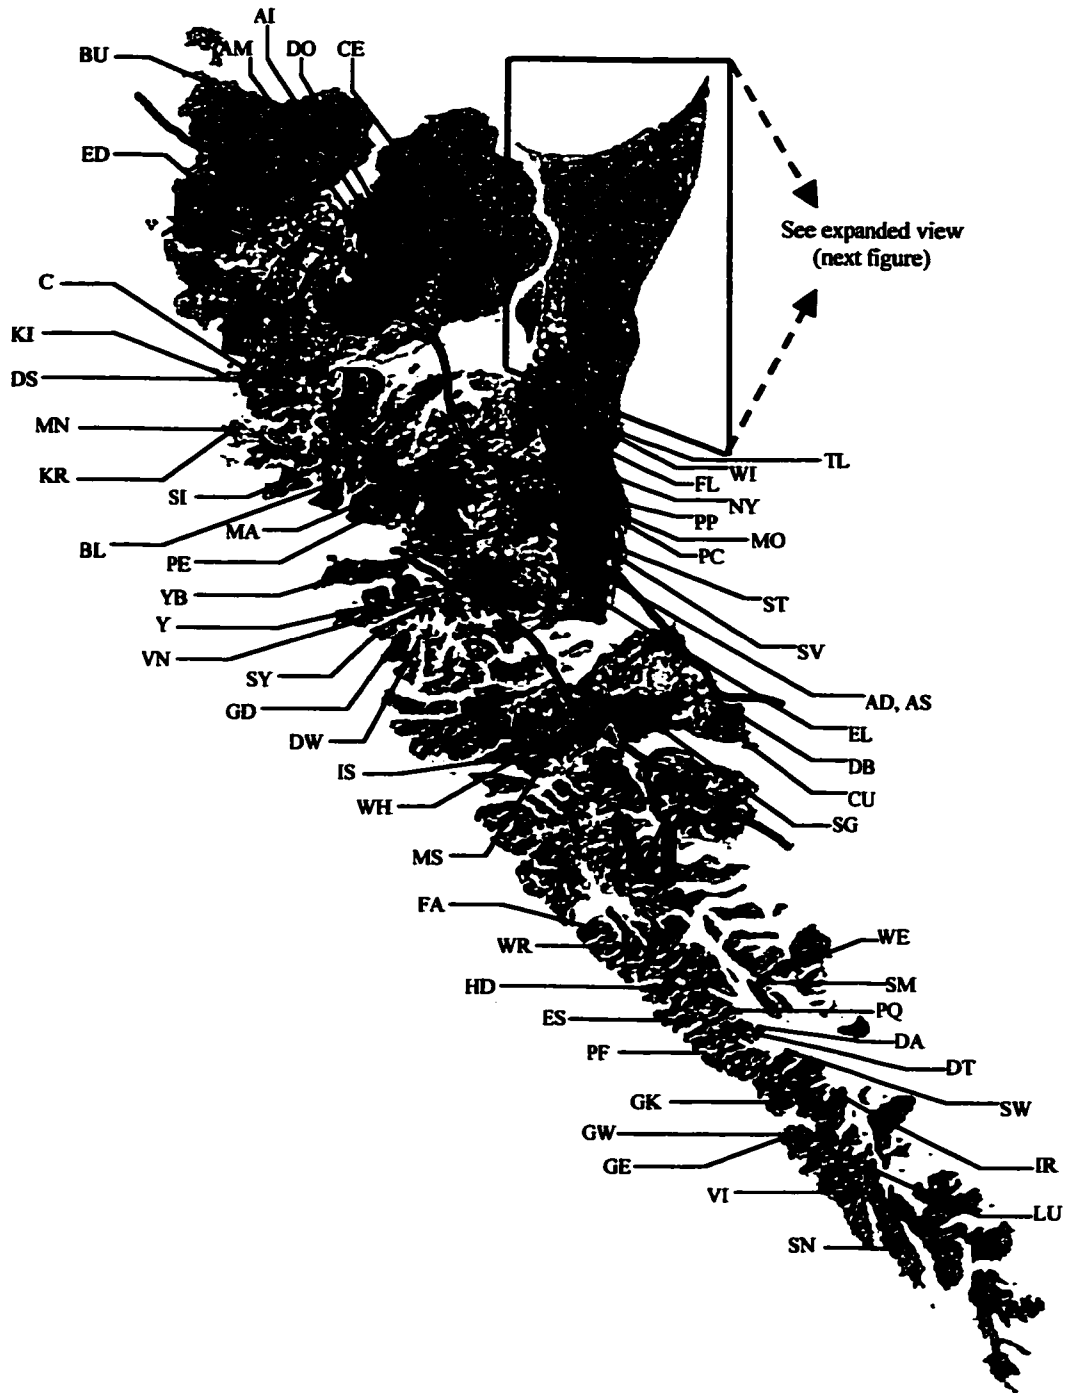 AI
BU
AM
DO
CE
ED
See expanded view
(next figure)
C
KI
DS
MN
KR
SI
BL
MA
PE
YB
Y
VN
SY
GD
DW
IS
WH
MS
FA
WR
HD
ES
PF
GK
GW
GE
VI
SN
TL
WI
FL
NY
PP
MO
PC
ST
SV
AD, AS
EL
DB
CU
SG
WE
SM
PQ
DA
DT
SW
IR
LU